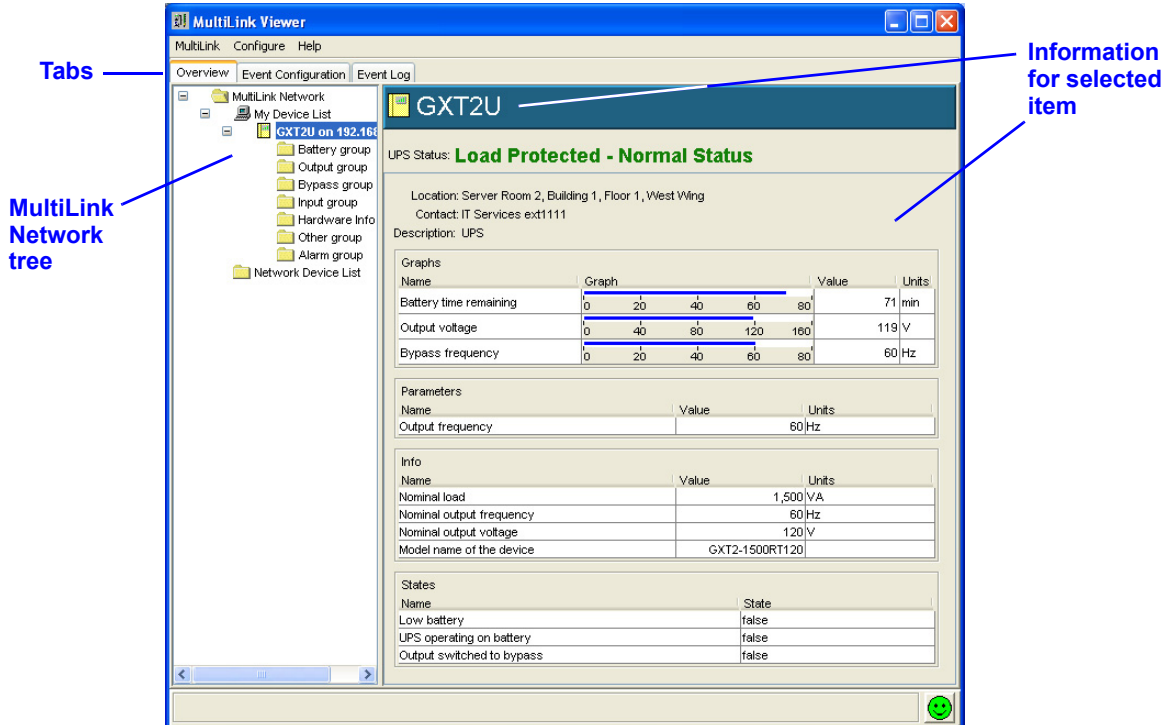 MultiLink Viewer
MultiLink Configure Help
Tabs
Overview Event Configuration Event Log
Information
for selected
item
MultiLink Network
My Device List
GXT2U on 192.168
Battery group
Output group
Bypass group
Input group
Hardware Info
Other group
Alarm group
Network Device List
MultiLink
Network
tree
GXT2U
UPS Status: Load Protected - Normal Status
Location: Server Room 2, Building 1, Floor 1, West Wing
Contact: IT Services ext1111
Description: UPS
Graphs
Name Graph Value Units
Battery time remaining 0 20 40 60 80 71 min
Output voltage 0 40 80 120 160 119 V
Bypass frequency 0 20 40 60 80 60 Hz
Parameters
Name Value Units
Output frequency 60 Hz
Info
Name Value Units
Nominal load 1,500 VA
Nominal output frequency 60 Hz
Nominal output voltage 120 V
Model name of the device GXT2-1500RT120
States
Name State
Low battery false
UPS operating on battery false
Output switched to bypass false